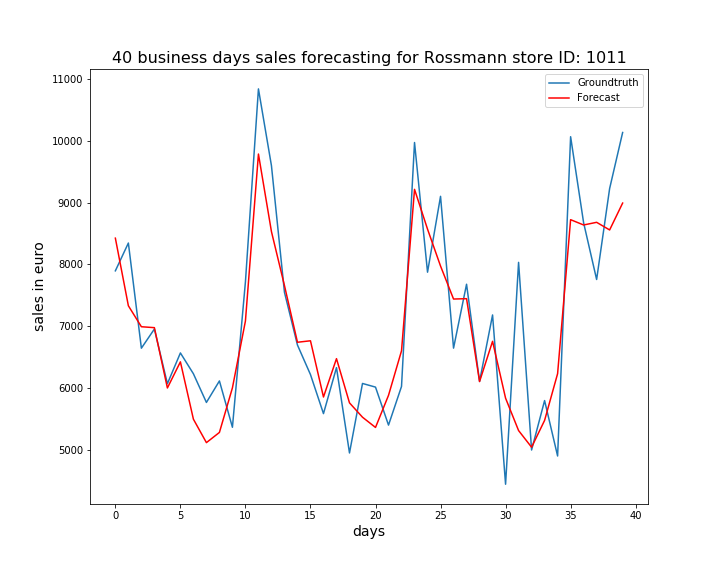 40 business days sales forecasting for Rossmann store ID: 1011
Groundtruth
Forecast
sales in euro
11000
10000
9000
8000
7000
6000
5000
0 5 10 15 20 25 30 35 40
days